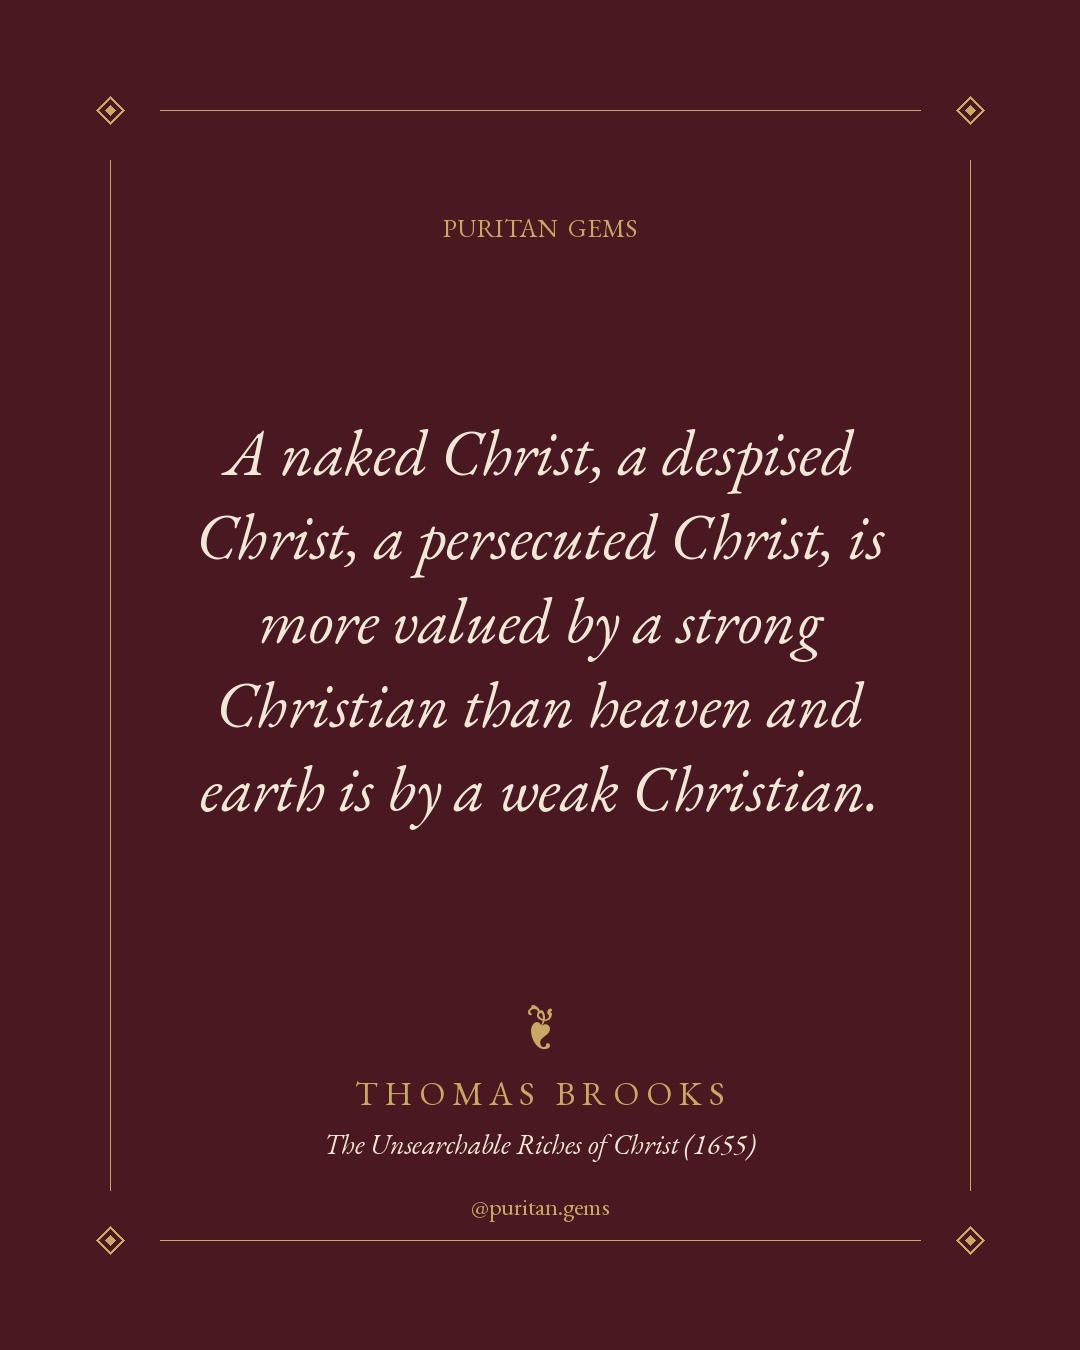 PURITAN GEMS
A naked Christ, a despised
Christ, a persecuted Christ, is
more valued by a strong
Christian than heaven and
earth is by a weak Christian.
THOMAS BROOKS
The Unsearchable Riches of Christ (1655)
@puritan.gems